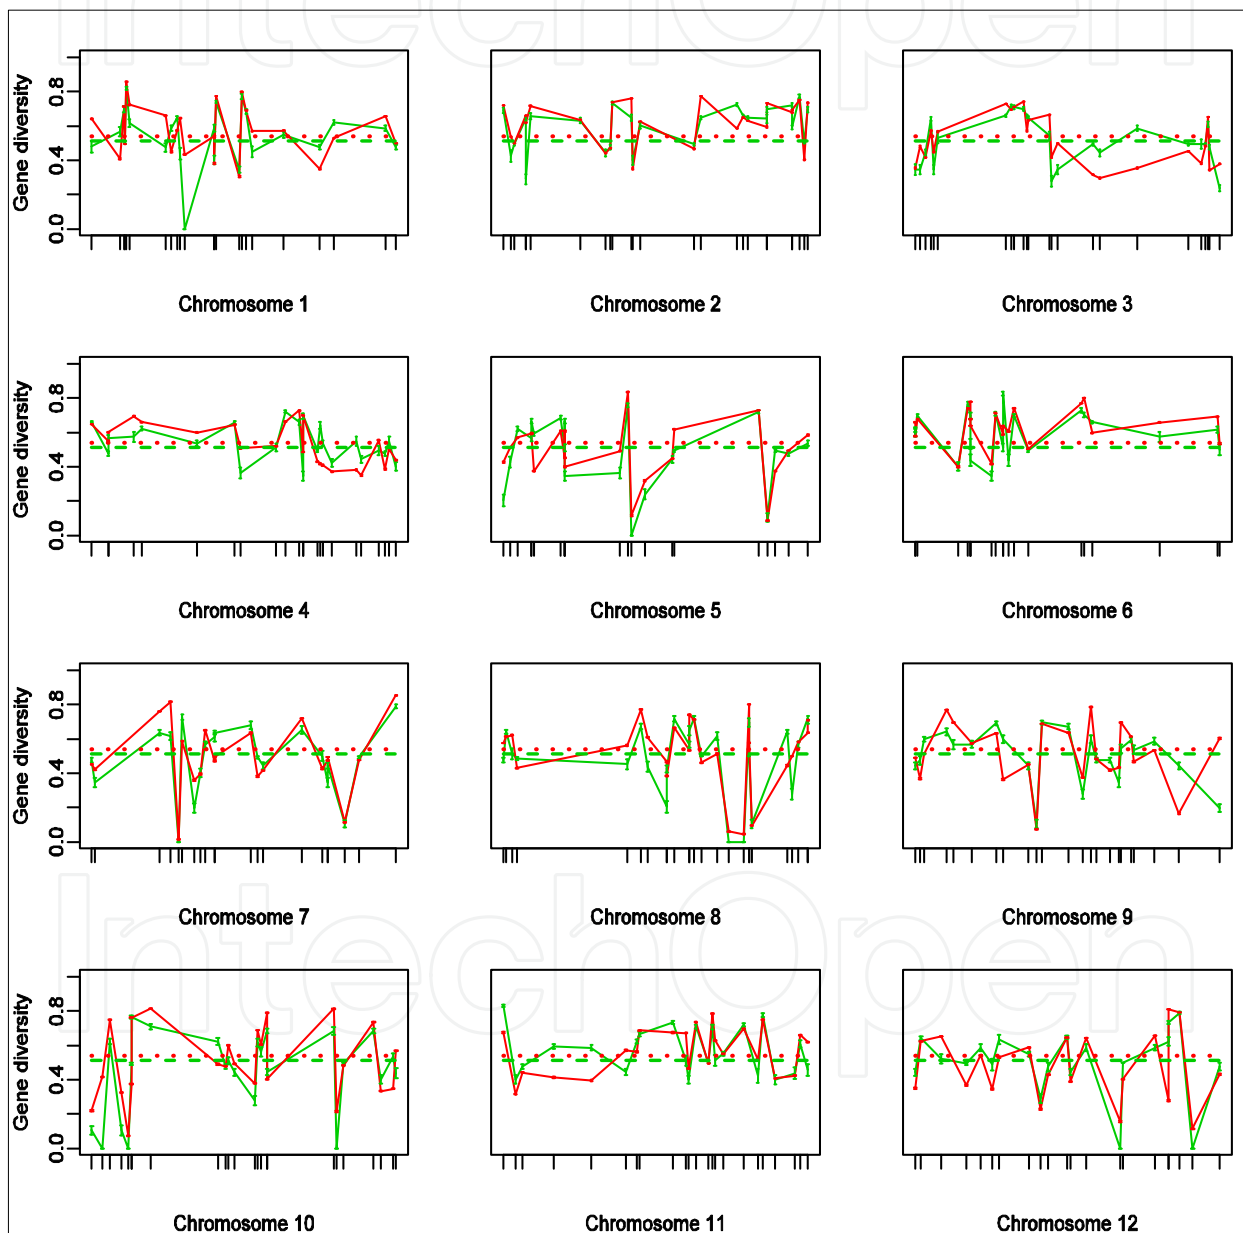 IntechOpen
0.8
0.4
0.0
Gene diversity
Chromosome 1
Chromosome 2
Chromosome 3
0.8
0.4
0.0
Gene diversity
Chromosome 4
Chromosome 5
Chromosome 6
0.8
0.4
0.0
Gene diversity
Chromosome 7
Chromosome 8
Chromosome 9
IntechOpen
0.8
0.4
0.0
Gene diversity
Chromosome 10
Chromosome 11
Chromosome 12